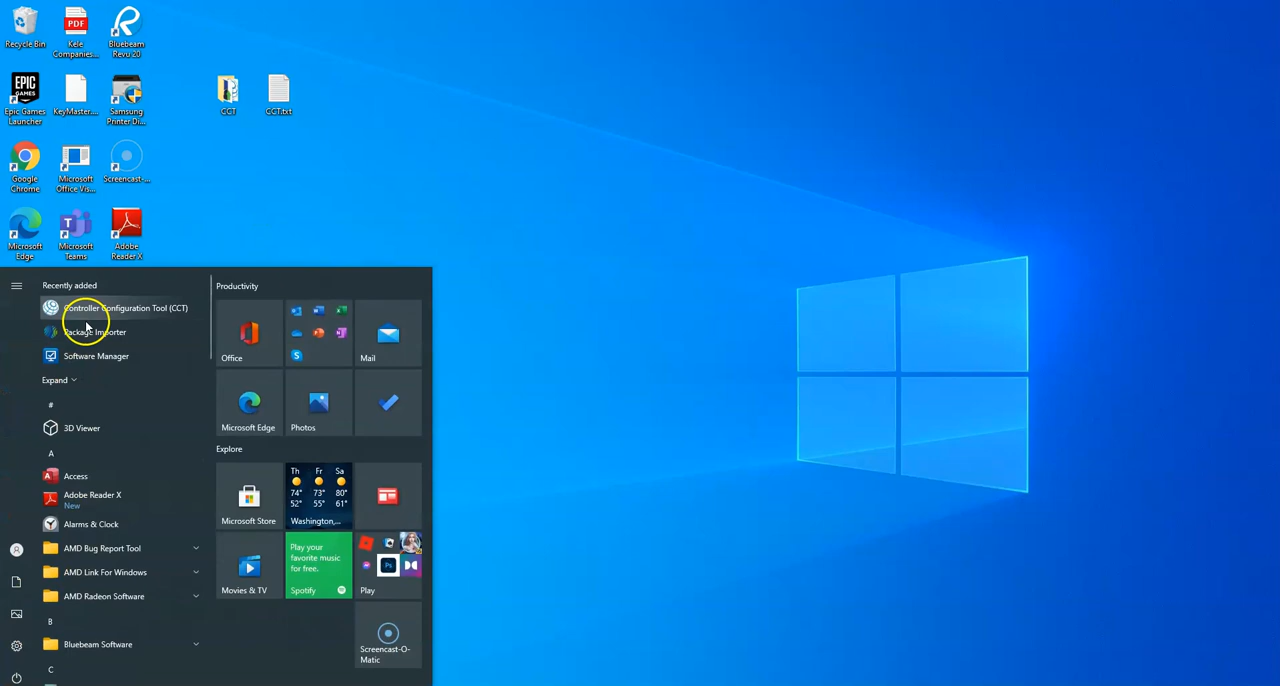 Recycle Bin
Kele
Companies...
Bluebeam
Revu 20
EPIC
GAMES
Epic Games
Launcher
KeyMaster....
Samsung
Printer Di...
CCT
CCT.txt
Google
Chrome
Microsoft
Office Vis...
Screencast-...
Microsoft
Edge
Microsoft
Teams
Adobe
Reader X
PDF
Recently added
Controller Configuration Tool (CCT)
Package Importer
Software Manager
Expand
#
3D Viewer
A
Access
Adobe Reader X
New
Alarms & Clock
AMD Bug Report Tool
AMD Link For Windows
AMD Radeon Software
B
Bluebeam Software
C
Productivity
Office
Mail
Microsoft Edge
Photos
Explore
Microsoft Store
Th Fr Sa
74° 73° 80°
52° 55° 61°
Washington,...
Movies & TV
Play your
favorite music
for free.
Spotify
Ps
Play
Screencast-O-
Matic